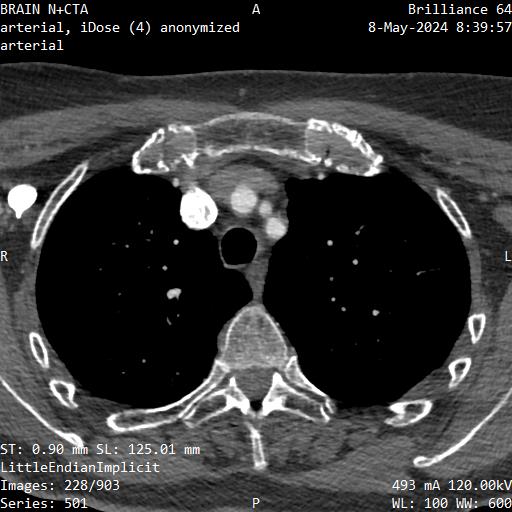 BRAIN N+CTA
A
Brilliance 64
arterial, iDose (4) anonymized
8-May-2024 8:39:57
arterial
R
L
ST: 0.90 mm SL: 125.01 mm
LittleEndianImplicit
Images: 228/903
493 mA 120.00kV
Series: 501
P
WL: 100 WW: 600